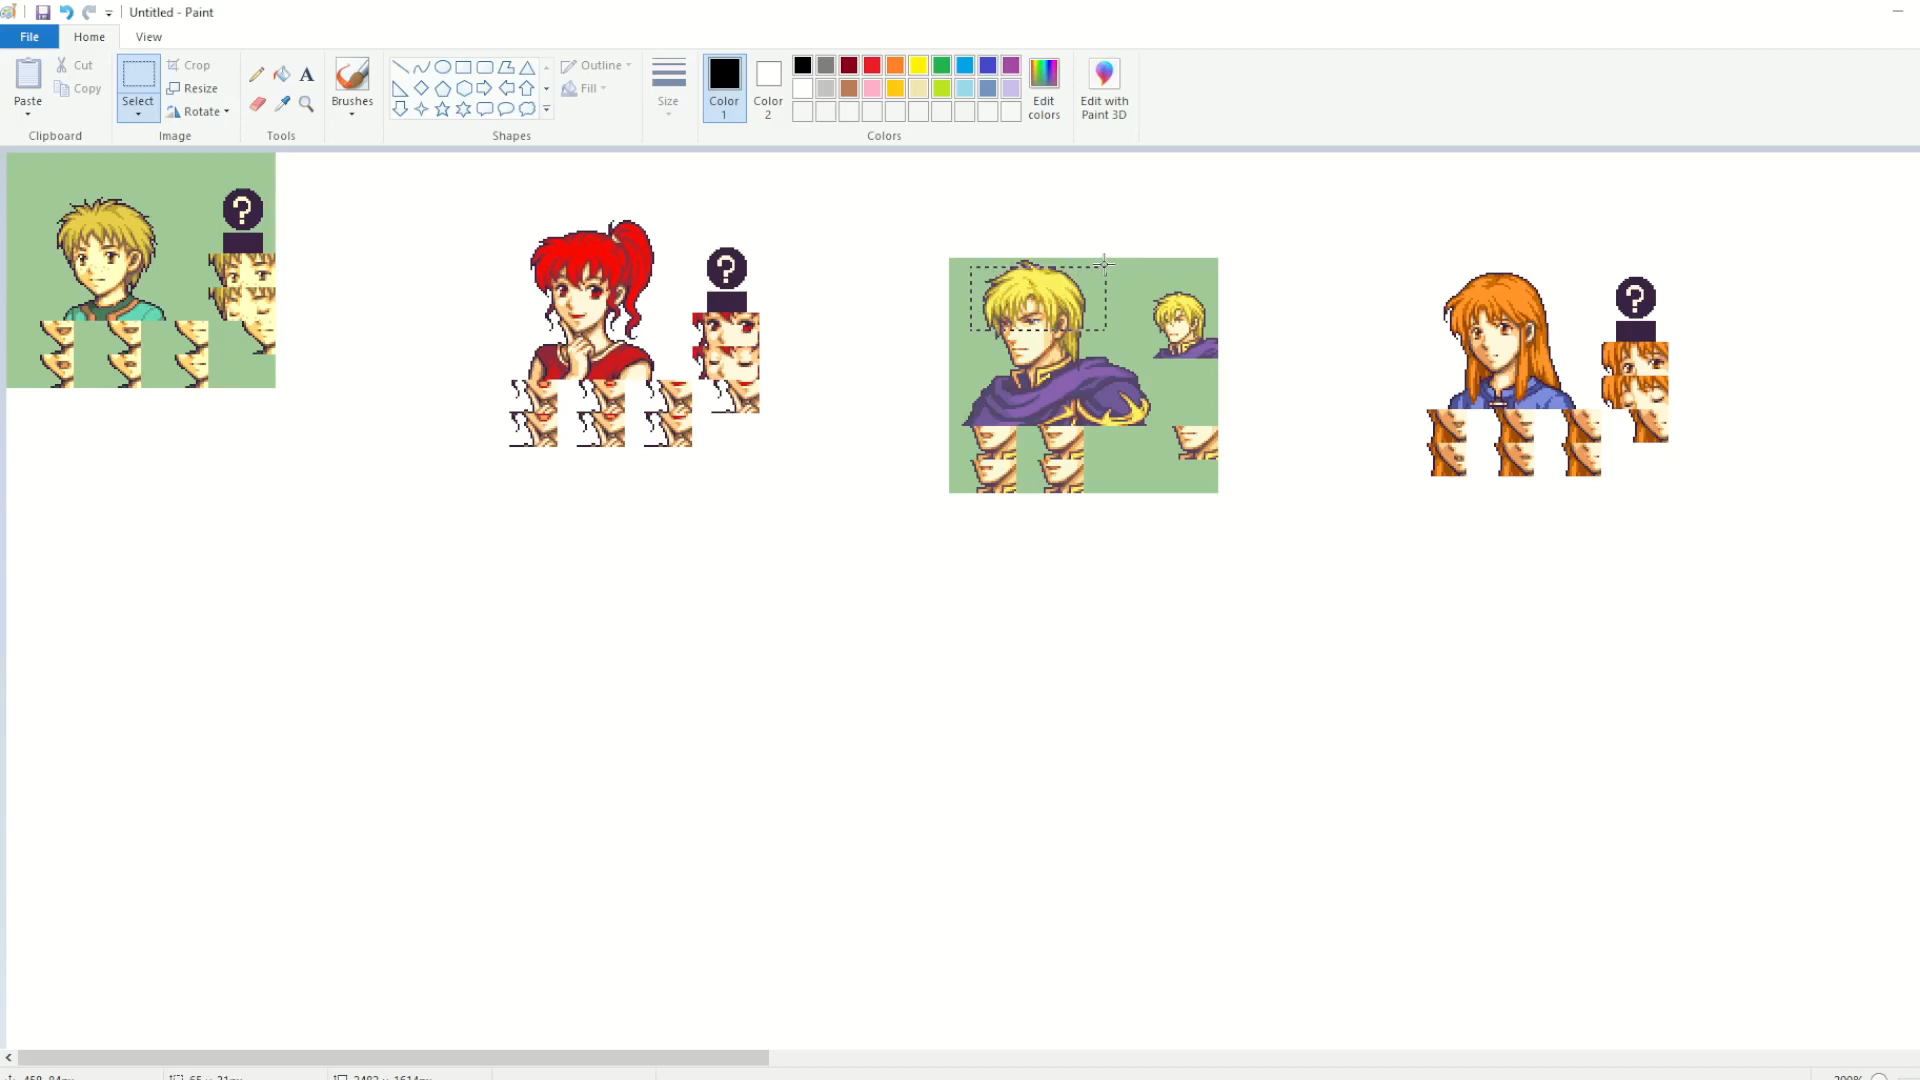 Untitled - Paint
File Home View
Paste
Cut
Copy
Clipboard
Select
Crop
Resize
Rotate
Image
A
Tools
Brushes
Shapes
Outline
Fill
Size
Color 1
Color 2
Edit colors
Colors
Edit with Paint 3D
?
?
?